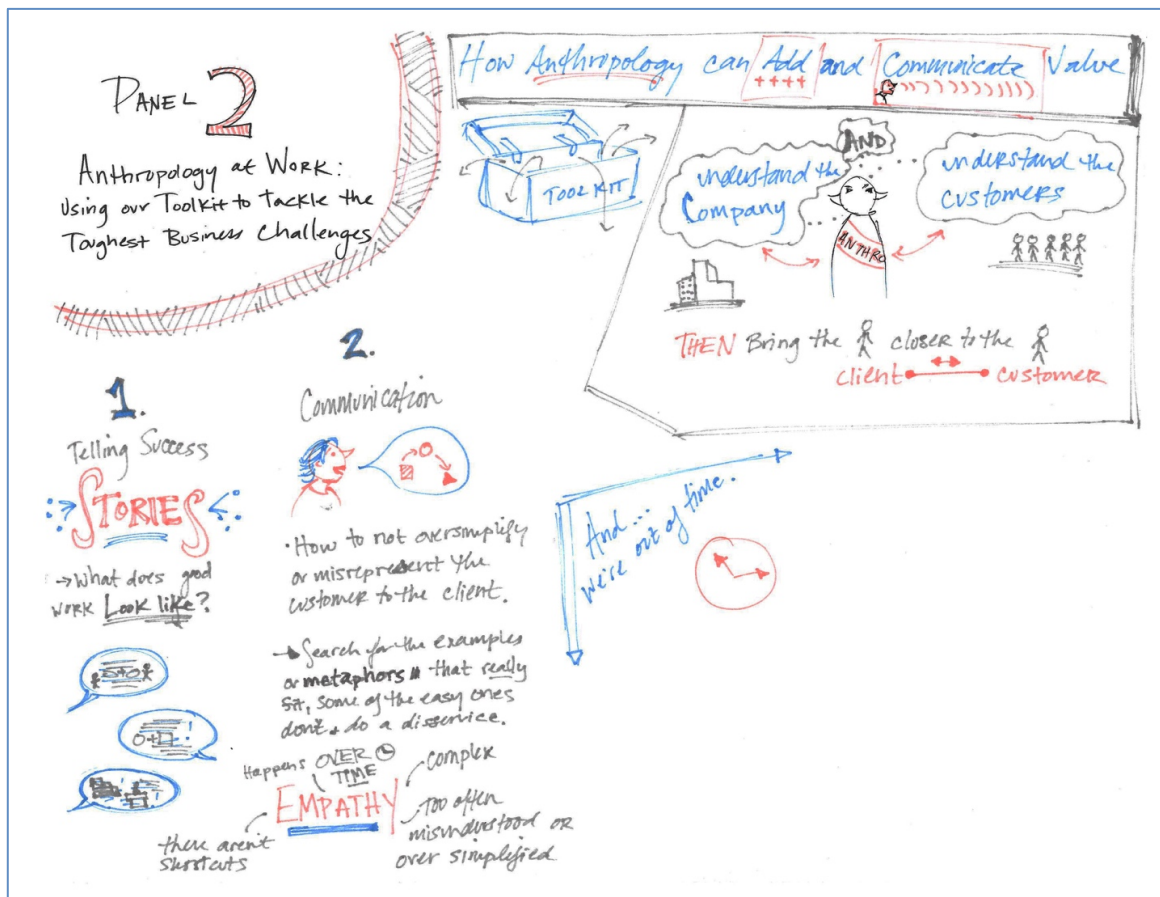 PANEL 2
Anthropology at Work:
Using our Toolkit to Tackle the
Toughest Business Challenges
How Anthropology can Add and Communicate Value
++++
TOOLKIT
AND
understand the
Company
understand the
customers
ANTHRO
THEN Bring the closer to the
client customer
1.
Telling Success
STORIES
→What does good
work Look like?
2.
Communication
·How to not oversimplify
or misrepresent the
customer to the client.
→Search for the examples
or metaphors that really
fit, some of the easy ones
don't + do a disservice.
Happens OVER
TIME
EMPATHY
complex
Too often
misunderstood or
over simplified
there aren't
shortcuts
And...
we're out of time.